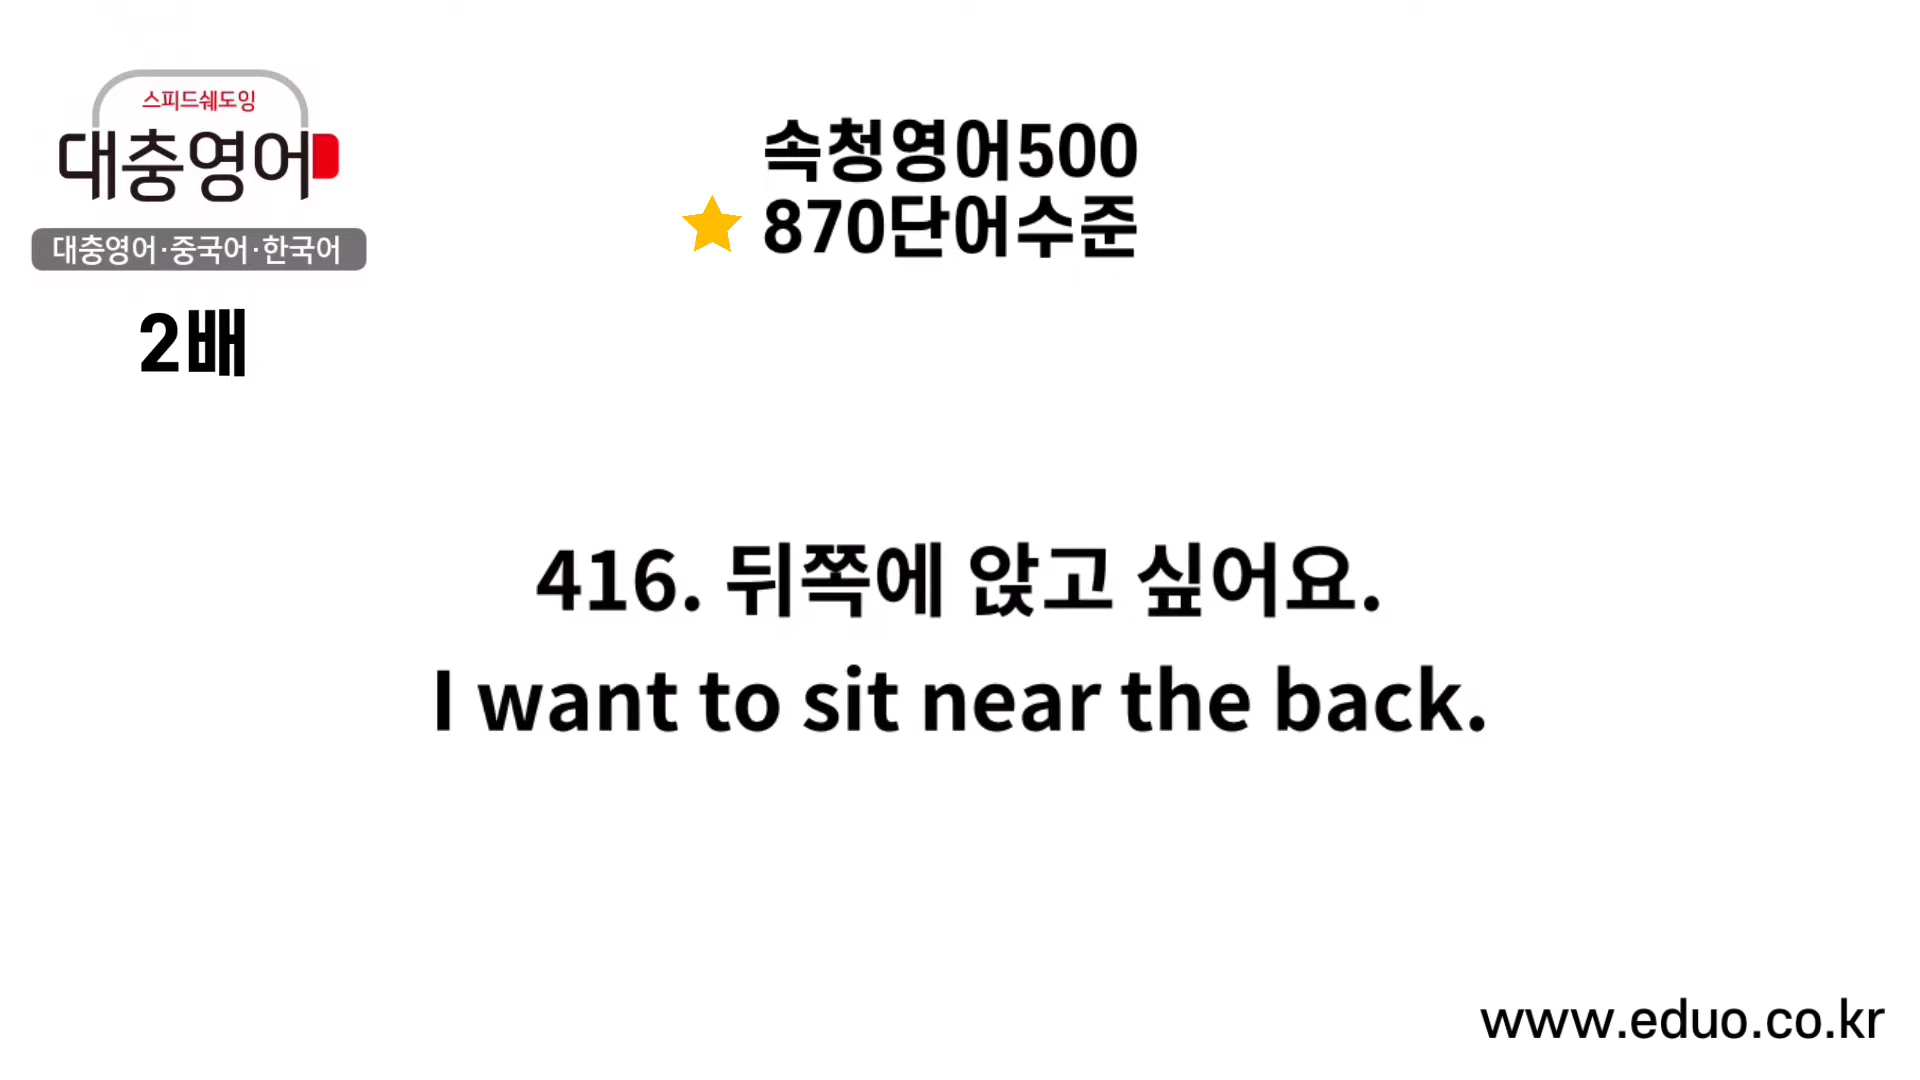 스피드쉐도잉
대충영어
대충영어·중국어·한국어
2배
속청영어500
870단어수준
416. 뒤쪽에 앉고 싶어요.
I want to sit near the back.
www.eduo.co.kr